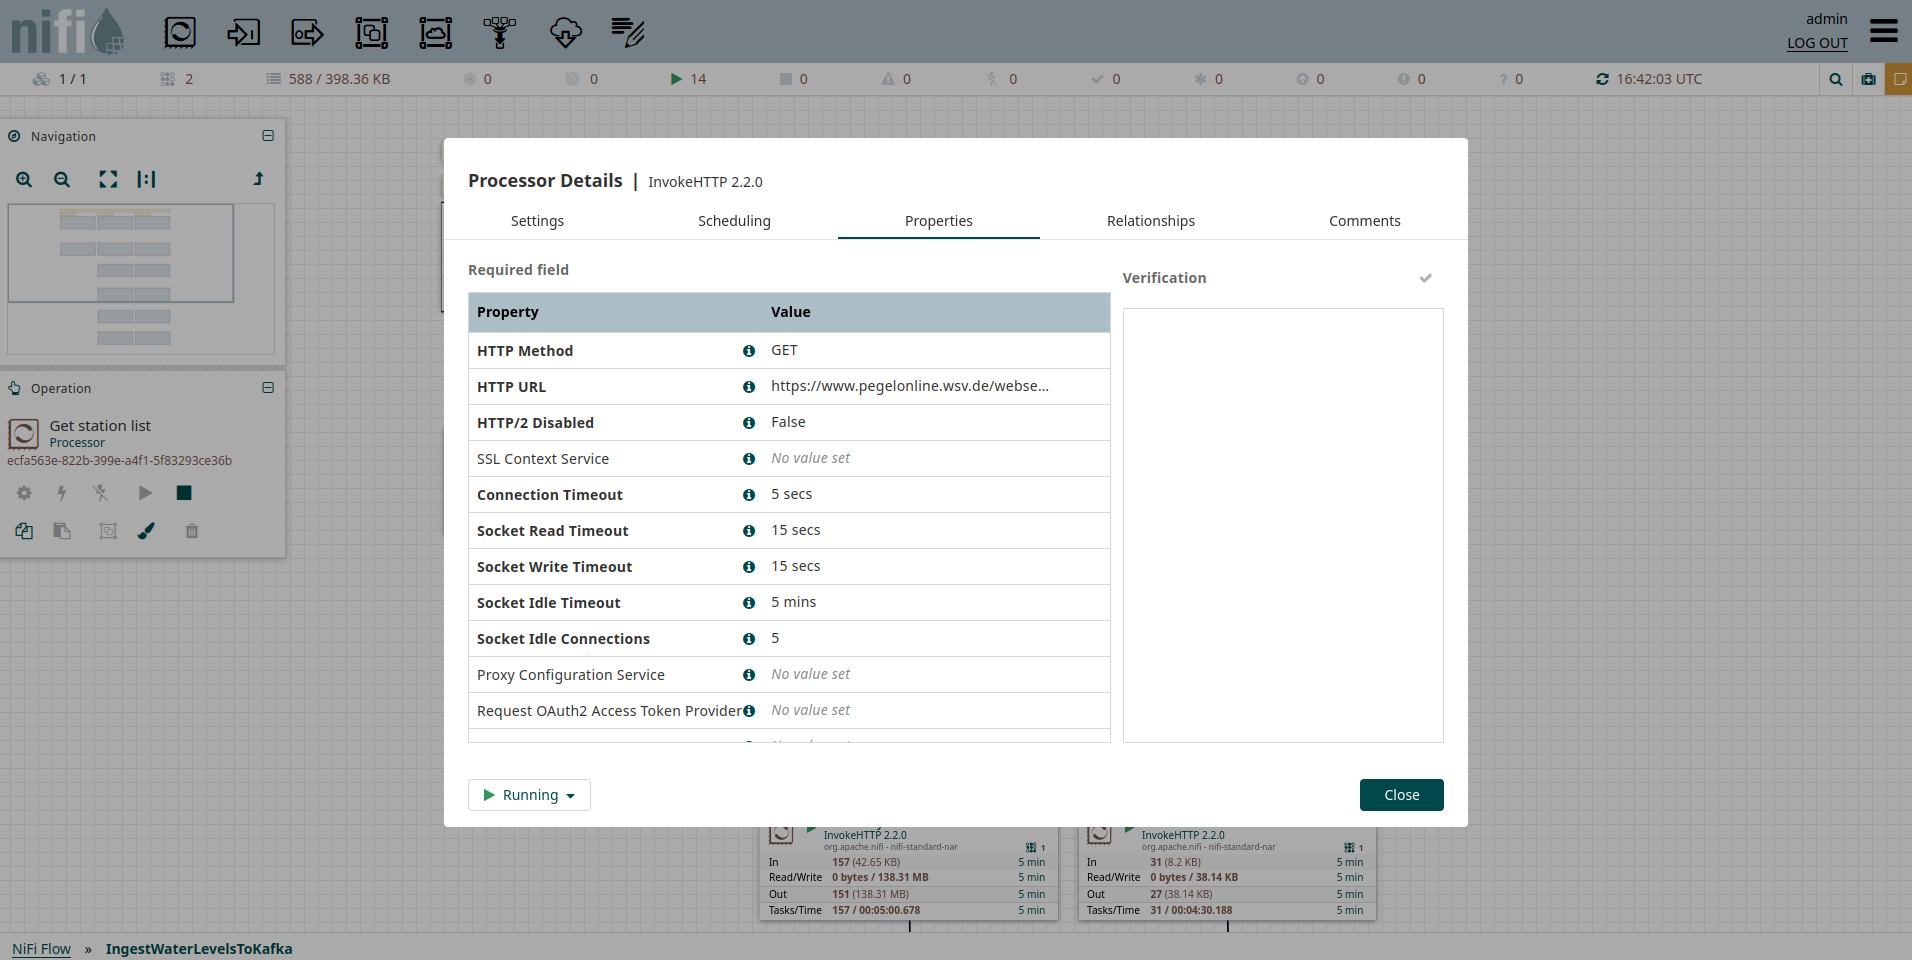 nifi
admin
LOG OUT
1 / 1
2
588 / 398.36 KB
0
0
14
0
0
0
0
0
0
0
? 0
16:42:03 UTC
Navigation
Operation
Get station list
Processor
ecfa563e-822b-399e-a4f1-5f83293ce36b
Processor Details | InvokeHTTP 2.2.0
Settings
Scheduling
Properties
Relationships
Comments
Required field
Verification
Property Value
HTTP Method GET
HTTP URL https://www.pegelonline.wsv.de/webse...
HTTP/2 Disabled False
SSL Context Service No value set
Connection Timeout 5 secs
Socket Read Timeout 15 secs
Socket Write Timeout 15 secs
Socket Idle Timeout 5 mins
Socket Idle Connections 5
Proxy Configuration Service No value set
Request OAuth2 Access Token Provider No value set
Running
Close
InvokeHTTP 2.2.0
org.apache.nifi - nifi-standard-nar
1
In 157 (42.65 KB) 5 min
Read/Write 0 bytes / 138.31 MB 5 min
Out 151 (138.31 MB) 5 min
Tasks/Time 157 / 00:05:00.678 5 min
InvokeHTTP 2.2.0
org.apache.nifi - nifi-standard-nar
1
In 31 (8.2 KB) 5 min
Read/Write 0 bytes / 38.14 KB 5 min
Out 27 (38.14 KB) 5 min
Tasks/Time 31 / 00:04:30.188 5 min
NiFi Flow » IngestWaterLevelsToKafka